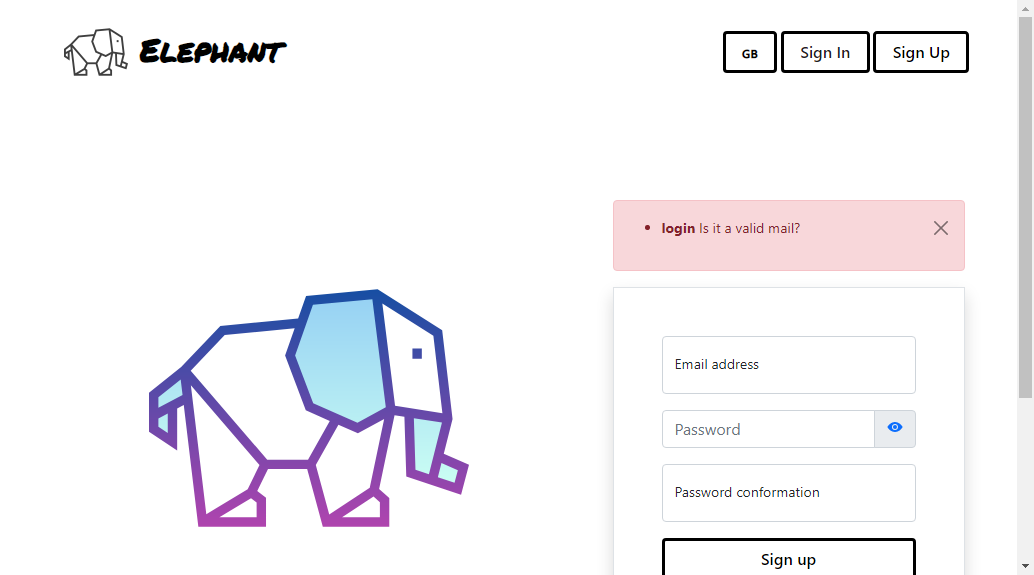 Elephant
GB
Sign In
Sign Up
login Is it a valid mail?
Email address
Password
Password conformation
Sign up